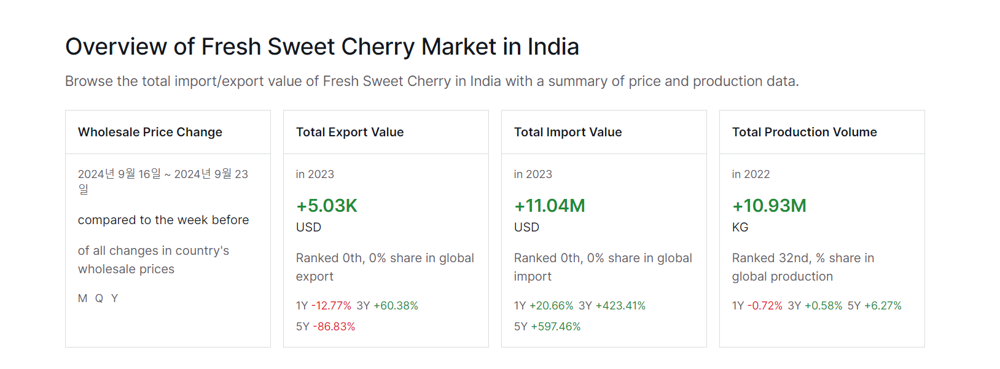 Overview of Fresh Sweet Cherry Market in India
Browse the total import/export value of Fresh Sweet Cherry in India with a summary of price and production data.
Wholesale Price Change
2024년 9월 16일 ~ 2024년 9월 23
일
compared to the week before
of all changes in country's
wholesale prices
M Q Y
Total Export Value
in 2023
+5.03K
USD
Ranked 0th, 0% share in global
export
1Y -12.77% 3Y +60.38%
5Y -86.83%
Total Import Value
in 2023
+11.04M
USD
Ranked 0th, 0% share in global
import
1Y +20.66% 3Y +423.41%
5Y +597.46%
Total Production Volume
in 2022
+10.93M
KG
Ranked 32nd, % share in
global production
1Y -0.72% 3Y +0.58% 5Y +6.27%